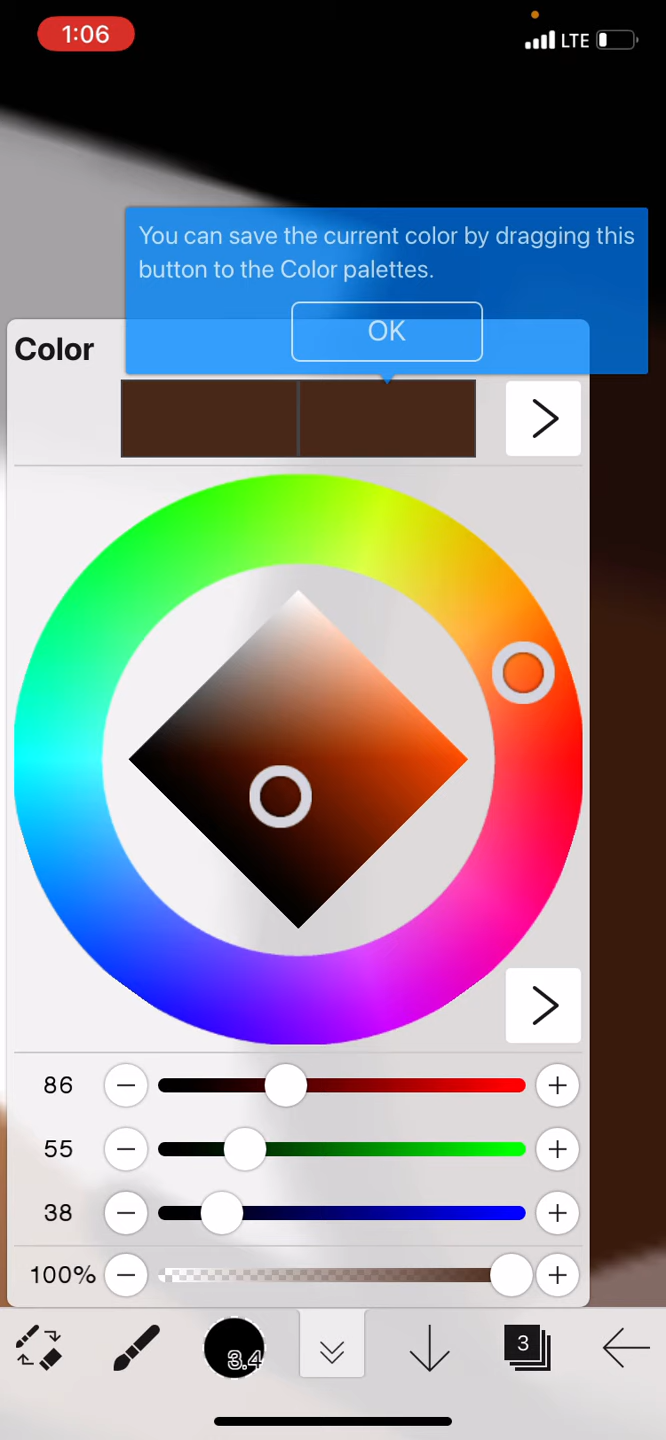 1:06
LTE
You can save the current color by dragging this
button to the Color palettes.
OK
Color
86
55
38
100%
3.4
3